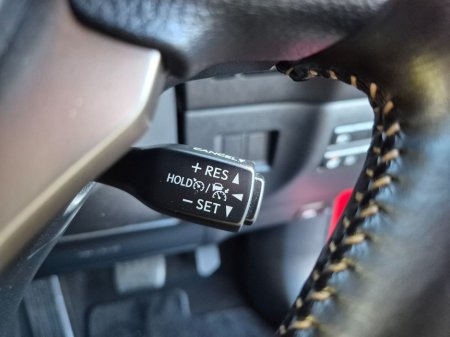 CANCEL
+ RES ▲
HOLD / ◀
− SET ▼